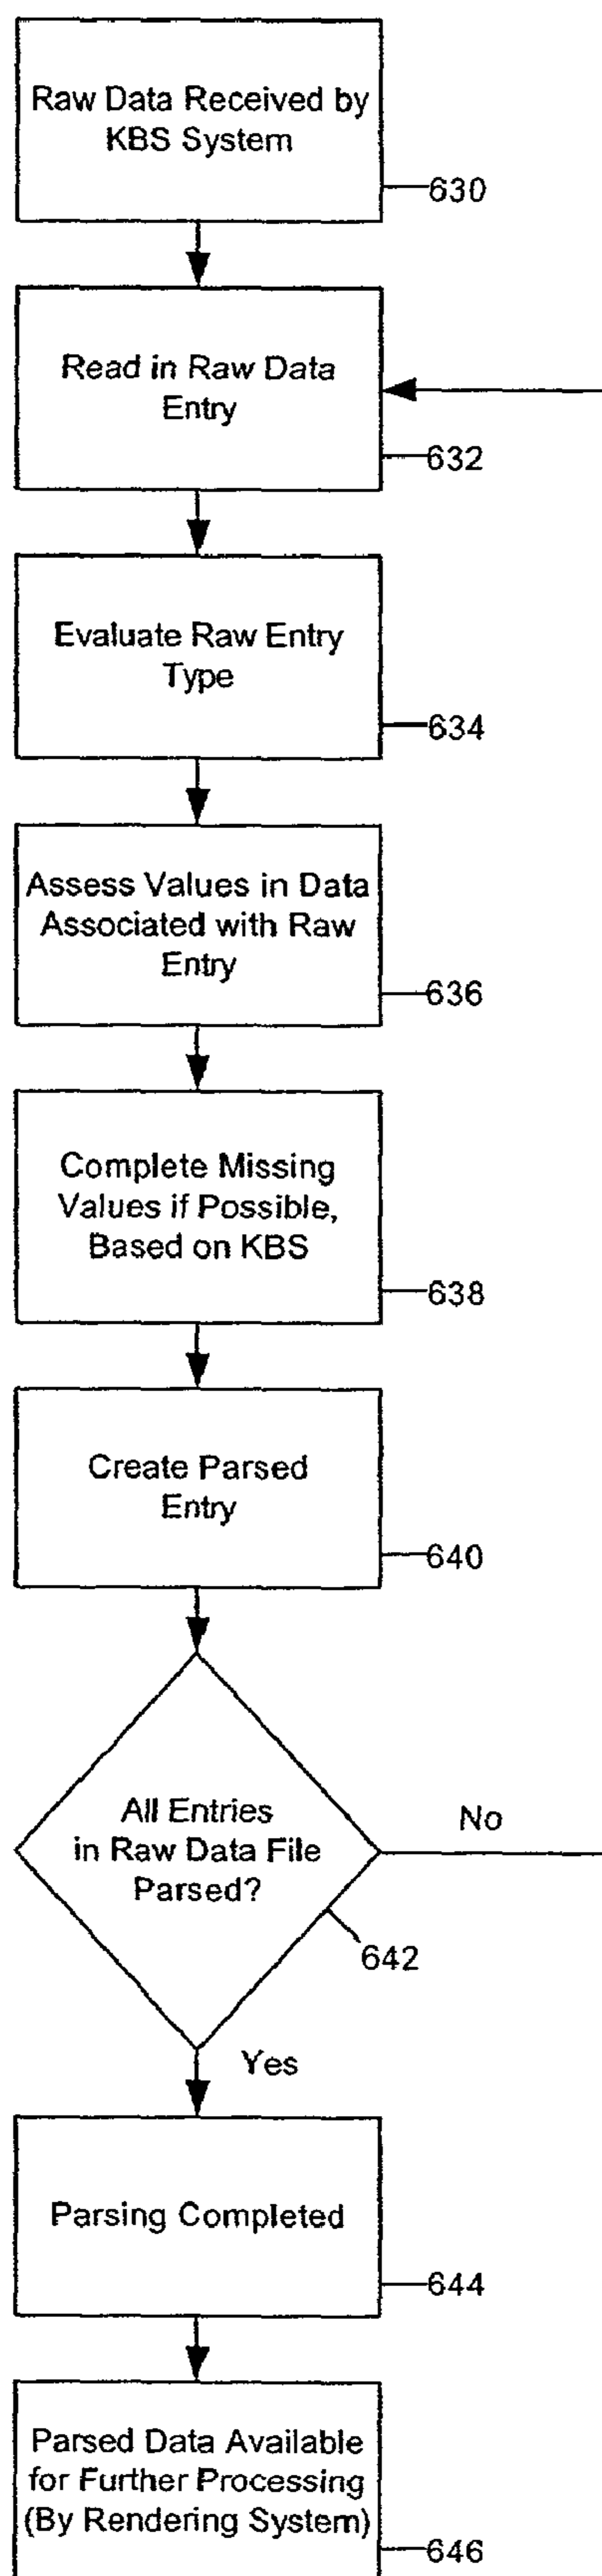 Raw Data Received by
KBS System
630
Read in Raw Data
Entry
632
Evaluate Raw Entry
Type
634
Assess Values in Data
Associated with Raw
Entry
636
Complete Missing
Values if Possible,
Based on KBS
638
Create Parsed
Entry
640
All Entries
in Raw Data File
Parsed?
No
642
Yes
Parsing Completed
644
Parsed Data Available
for Further Processing
(By Rendering System)
646